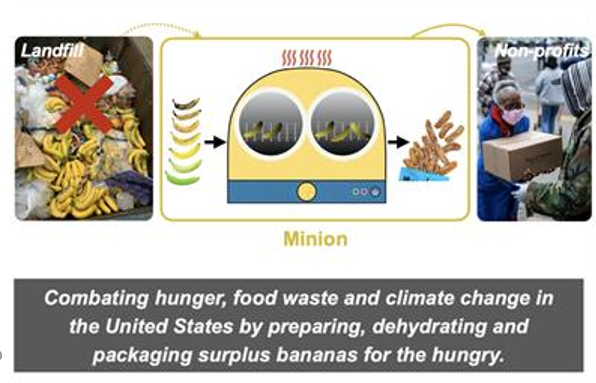 Landfill
Non-profits
Minion
Combating hunger, food waste and climate change in
the United States by preparing, dehydrating and
packaging surplus bananas for the hungry.